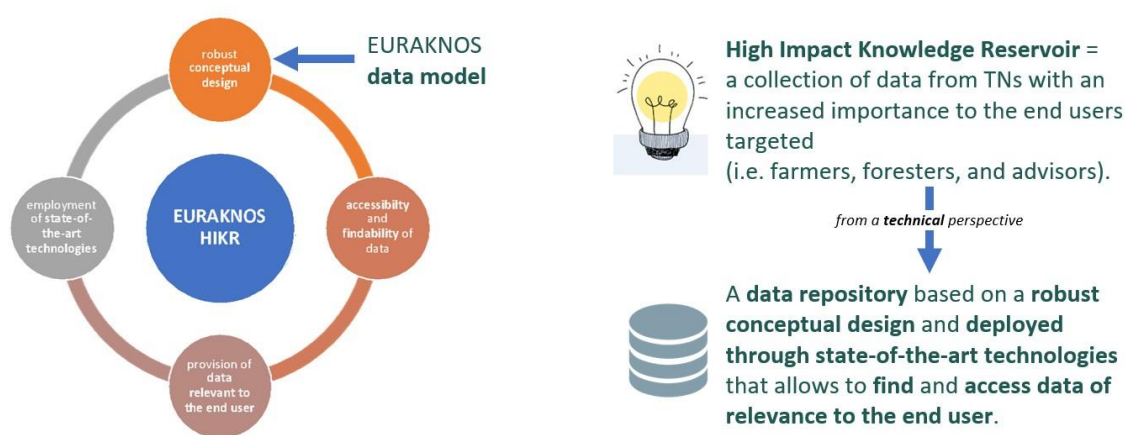 robust
conceptual
design
EURAKNOS
data model
employment
of state-of-
the-art
technologies
EURAKNOS
HIKR
accessibilty
and
findability of
data
provision of
data
relevant to
the end user
High Impact Knowledge Reservoir =
a collection of data from TNs with an
increased importance to the end users
targeted
(i.e. farmers, foresters, and advisors).
from a technical perspective
A data repository based on a robust
conceptual design and deployed
through state-of-the-art technologies
that allows to find and access data of
relevance to the end user.